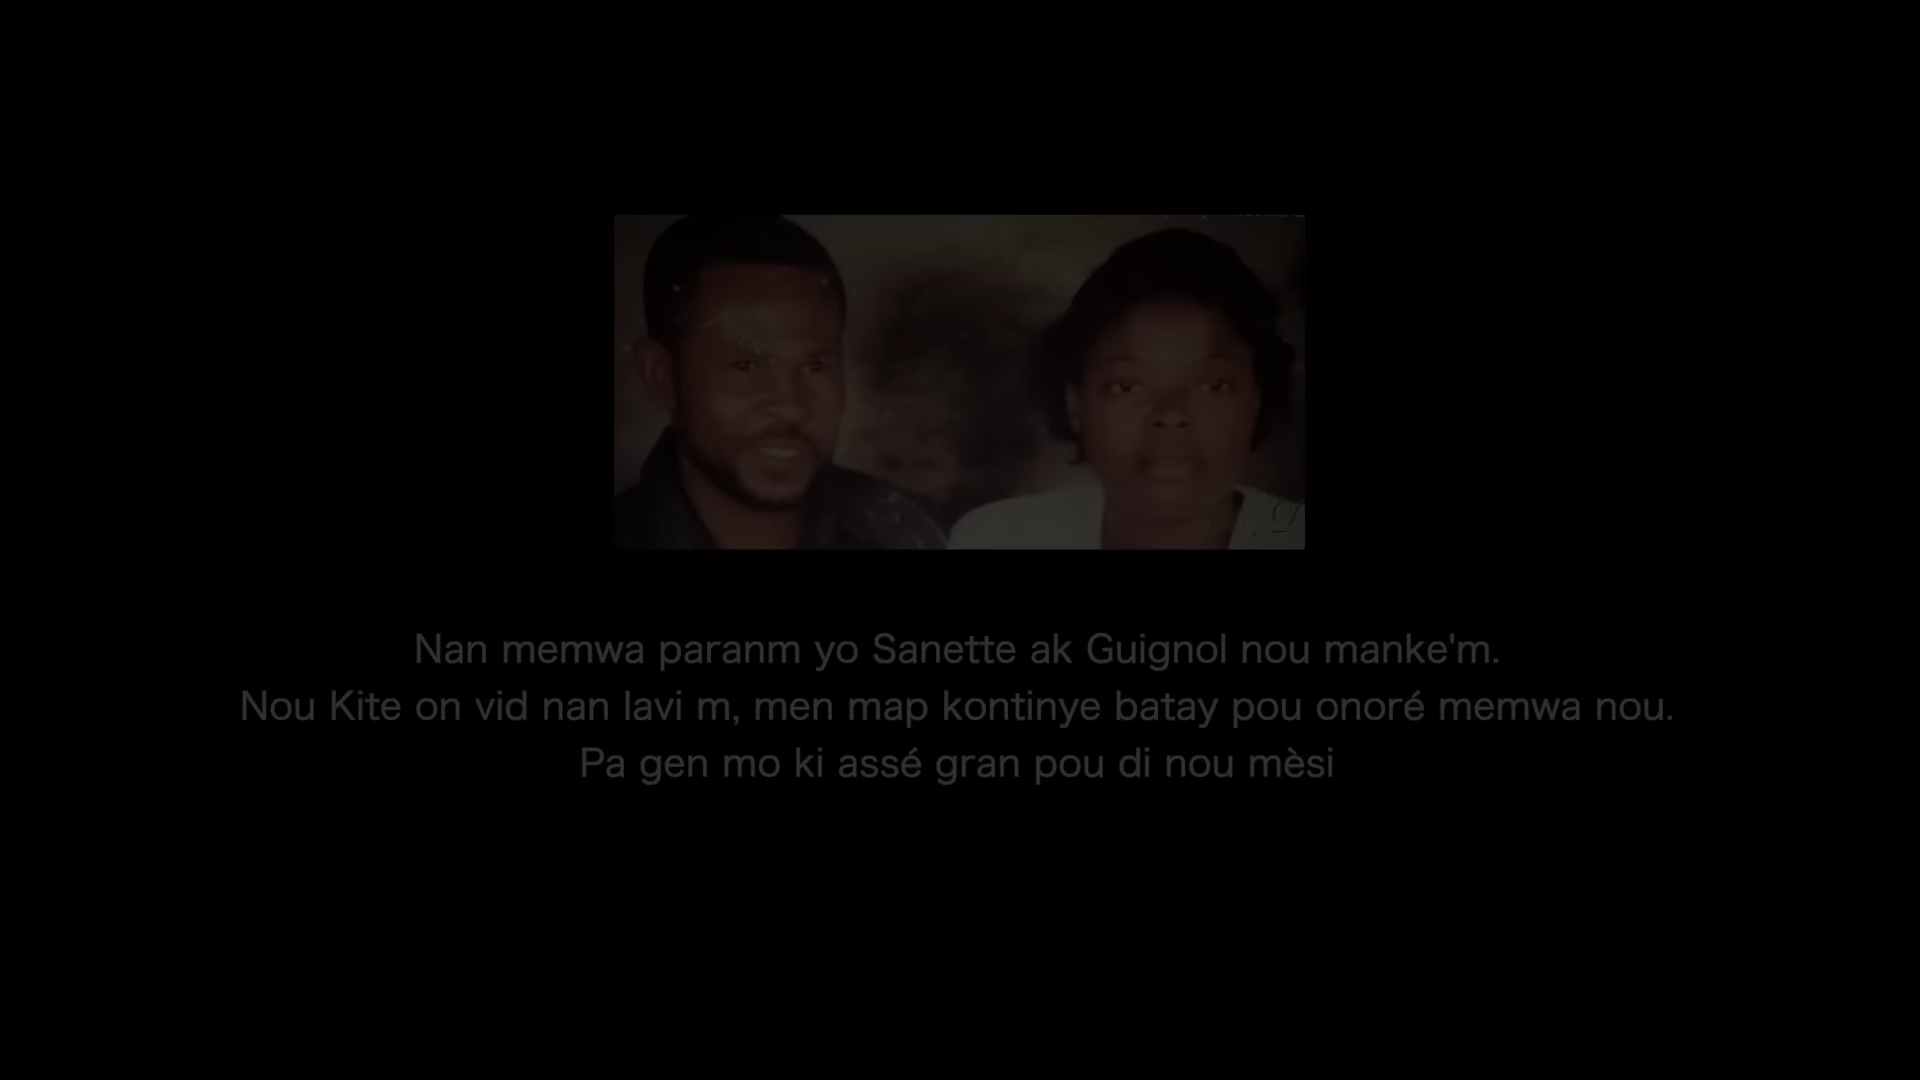 Nan memwa paranm yo Sanette ak Guignol nou manke'm.
Nou Kite on vid nan lavi m, men map kontinye batay pou onoré memwa nou.
Pa gen mo ki assé gran pou di nou mèsi